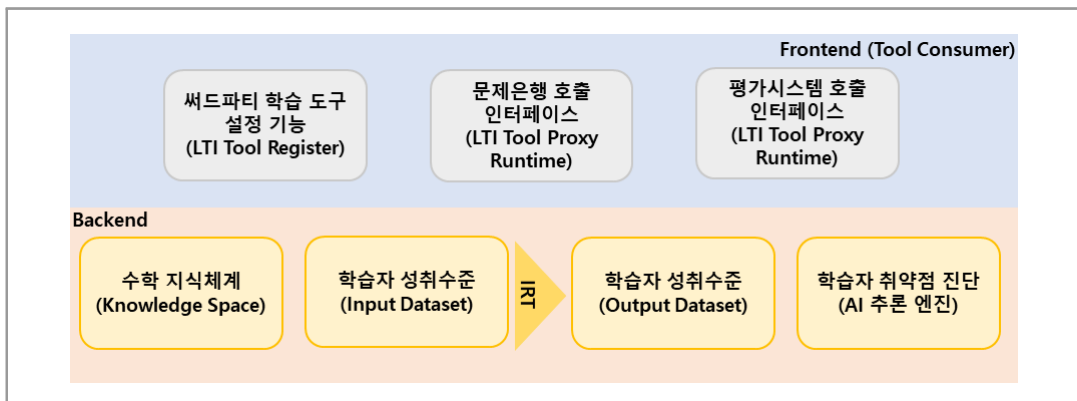 Frontend (Tool Consumer)
써드파티 학습 도구
설정 기능
(LTI Tool Register)
문제은행 호출
인터페이스
(LTI Tool Proxy
Runtime)
평가시스템 호출
인터페이스
(LTI Tool Proxy
Runtime)
Backend
수학 지식체계
(Knowledge Space)
학습자 성취수준
(Input Dataset)
IRT
학습자 성취수준
(Output Dataset)
학습자 취약점 진단
(AI 추론 엔진)